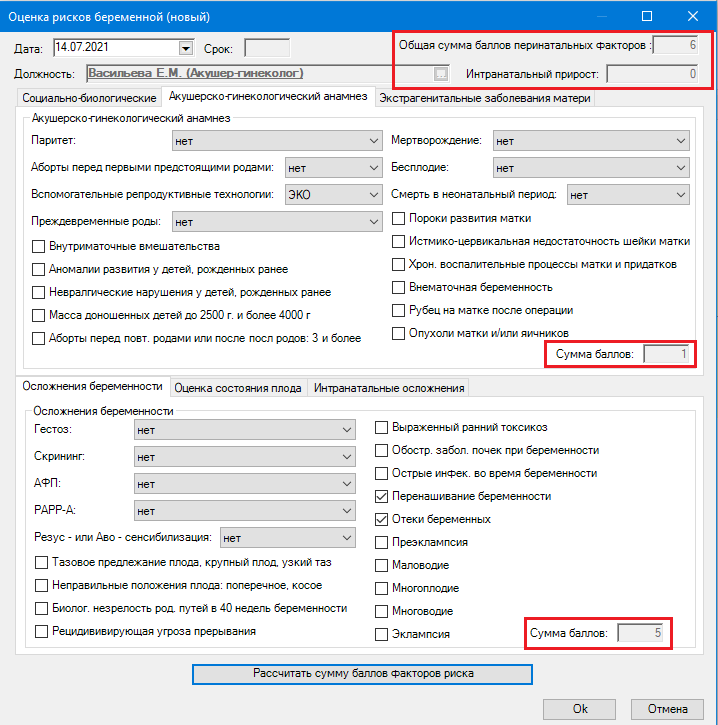 Оценка рисков беременной (новый)
Дата: 14.07.2021 Срок: Общая сумма баллов перинатальных факторов : 6
Должность: Васильева Е.М. (Акушер-гинеколог) Интранатальный прирост: 0
Социально-биологические Акушерско-гинекологический анамнез Экстрагенитальные заболевания матери
Акушерско-гинекологический анамнез
Паритет: нет Мертворождение: нет
Аборты перед первыми предстоящими родами: нет Бесплодие: нет
Вспомогательные репродуктивные технологии: ЭКО Смерть в неонатальный период: нет
Преждевременные роды: нет Пороки развития матки
Внутриматочные вмешательства Истмико-цервикальная недостаточность шейки матки
Аномалии развития у детей, рожденных ранее Хрон. воспалительные процессы матки и придатков
Невралгические нарушения у детей, рожденных ранее Внематочная беременность
Масса доношенных детей до 2500 г. и более 4000 г Рубец на матке после операции
Аборты перед повт. родами или после посл родов: 3 и более Опухоли матки и/или яичников
Сумма баллов: 1
Осложнения беременности Оценка состояния плода Интранатальные осложнения
Осложнения беременности
Гестоз: нет Выраженный ранний токсикоз
Скрининг: нет Обостр. забол. почек при беременности
АФП: нет Острые инфек. во время беременности
PAPP-A: нет Перенашивание беременности
Резус - или Аво - сенсибилизация: нет Отеки беременных
Преэклампсия
Тазовое предлежание плода, крупный плод, узкий таз Маловодие
Неправильные положения плода: поперечное, косое Многоплодие
Биолог. незрелость род. путей в 40 недель беременности Многоводие
Рецидививирующая угроза прерывания Эклампсия Сумма баллов: 5
Рассчитать сумму баллов факторов риска
Ok Отмена